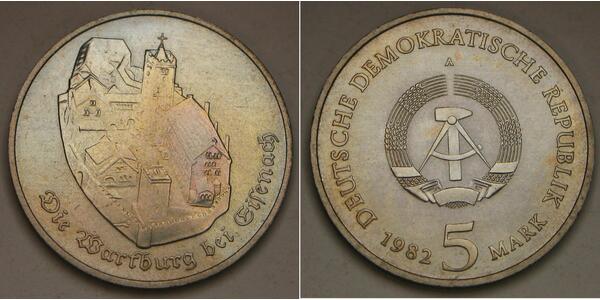 Die Wartburg bei Eisenach
DEUTSCHE DEMOKRATISCHE REPUBLIK
A
1982
5
MARK